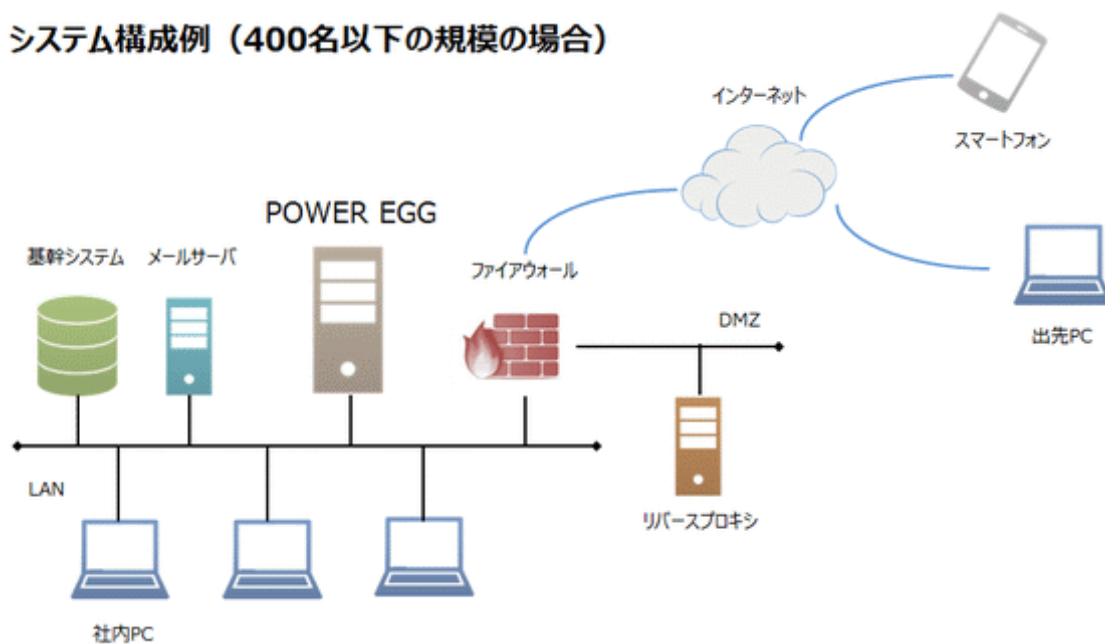 システム構成例（400名以下の規模の場合）
インターネット
スマートフォン
POWER EGG
基幹システム
メールサーバ
ファイアウォール
DMZ
出先PC
LAN
リバースプロキシ
社内PC